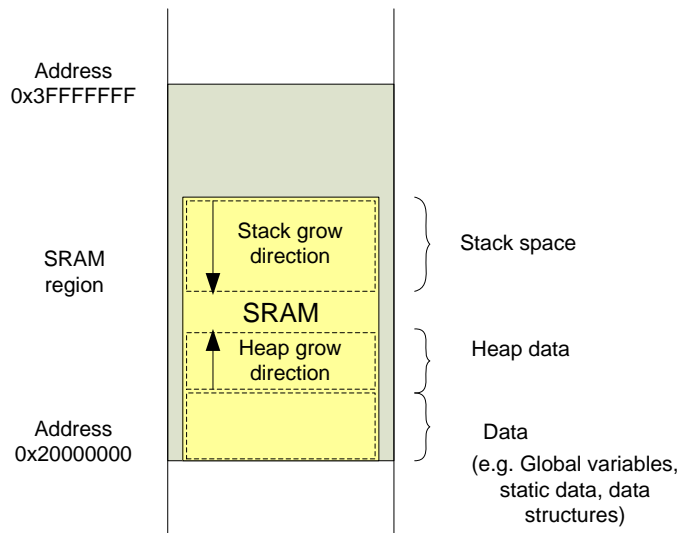 Address
0x3FFFFFFF
Stack grow
direction
Stack space
SRAM
region
SRAM
Heap grow
direction
Heap data
Address
0x20000000
Data
(e.g. Global variables,
static data, data
structures)